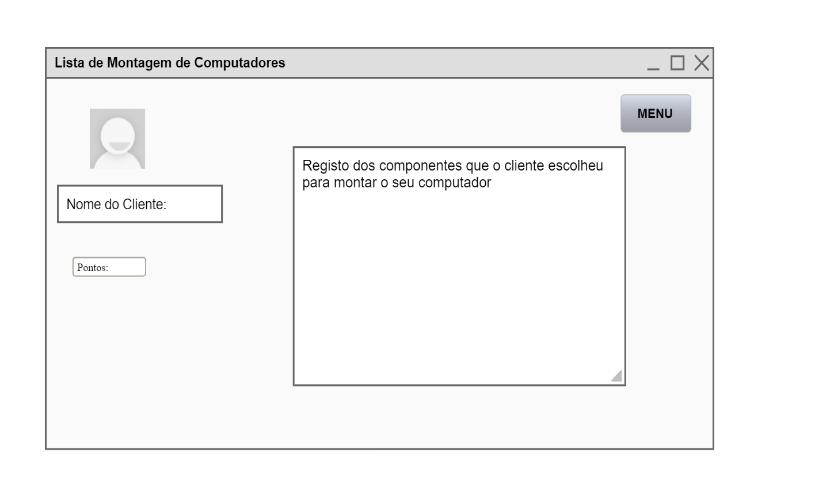 Lista de Montagem de Computadores
MENU
Registo dos componentes que o cliente escolheu
para montar o seu computador
Nome do Cliente:
Pontos: